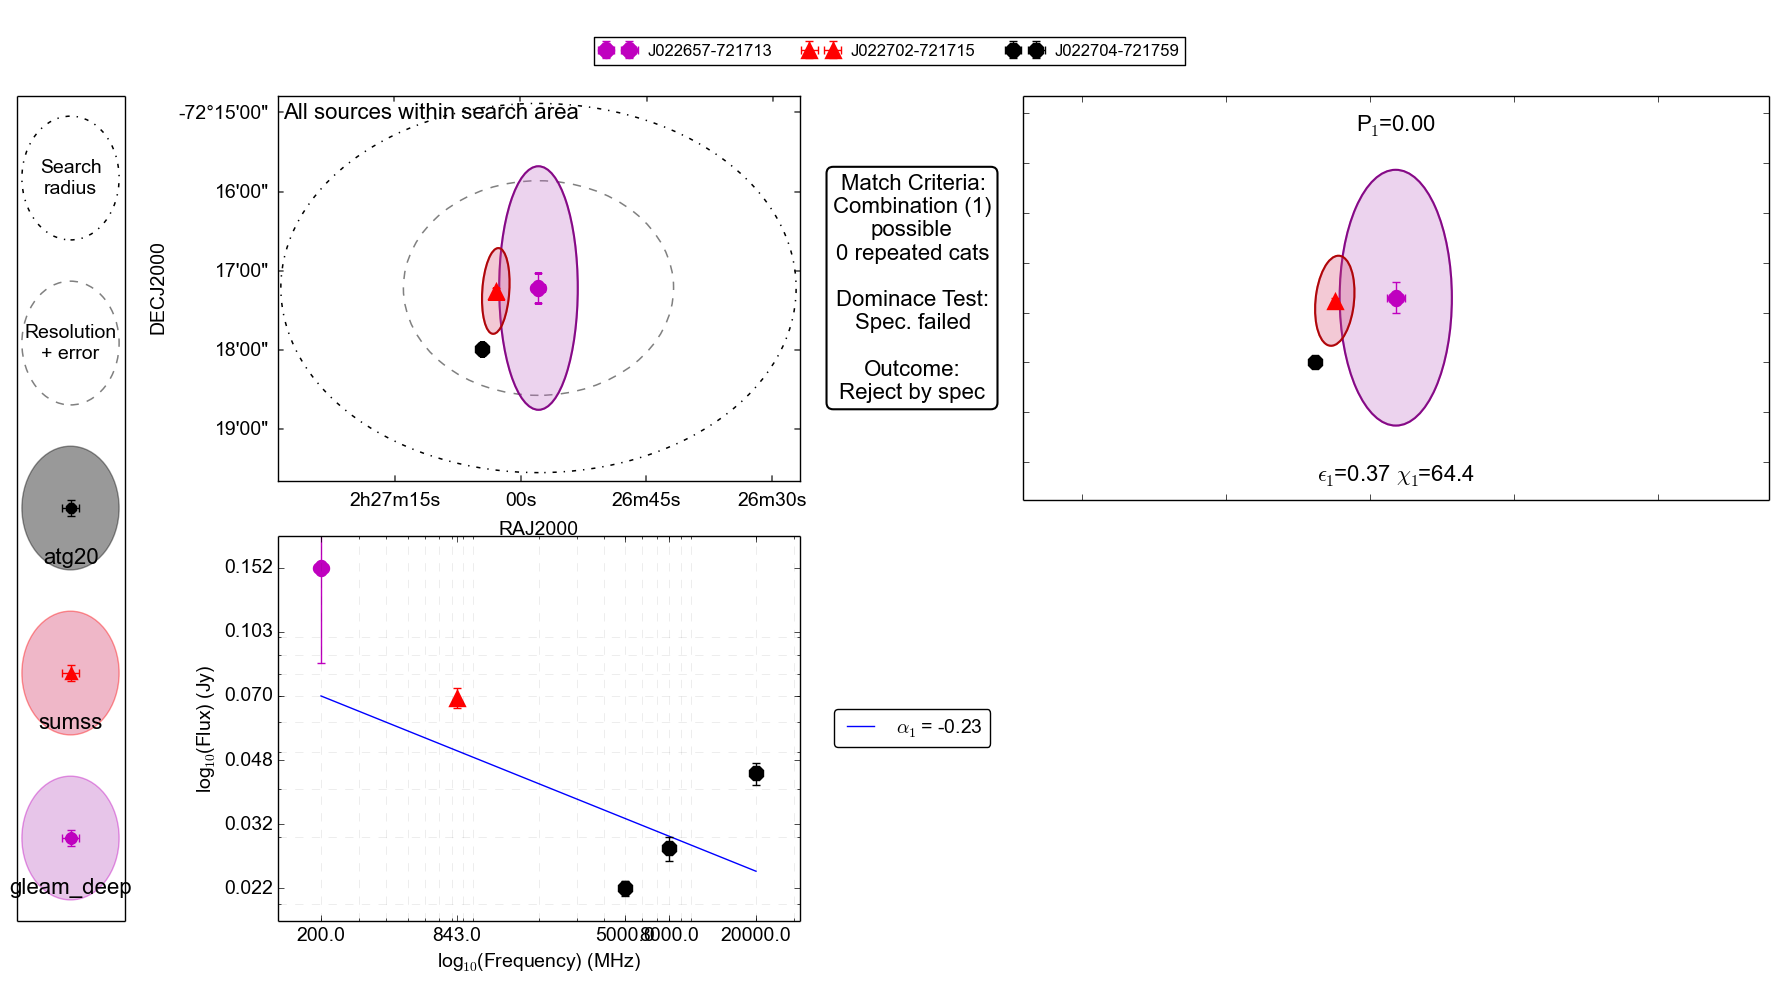 J022657-721713
J022702-721715
J022704-721759
Search
radius
Resolution
+ error
atg20
sumss
gleam_deep
All sources within search area
-72°15'00"
16'00"
17'00"
18'00"
19'00"
DECJ2000
2h27m15s
00s
26m45s
26m30s
RAJ2000
Match Criteria:
Combination (1)
possible
0 repeated cats
Dominace Test:
Spec. failed
Outcome:
Reject by spec
P₁=0.00
ϵ₁=0.37 χ₁=64.4
0.152
0.103
0.070
0.048
0.032
0.022
log₁₀(Flux) (Jy)
200.0
843.0
5000.0
8000.0
20000.0
log₁₀(Frequency) (MHz)
α₁ = -0.23